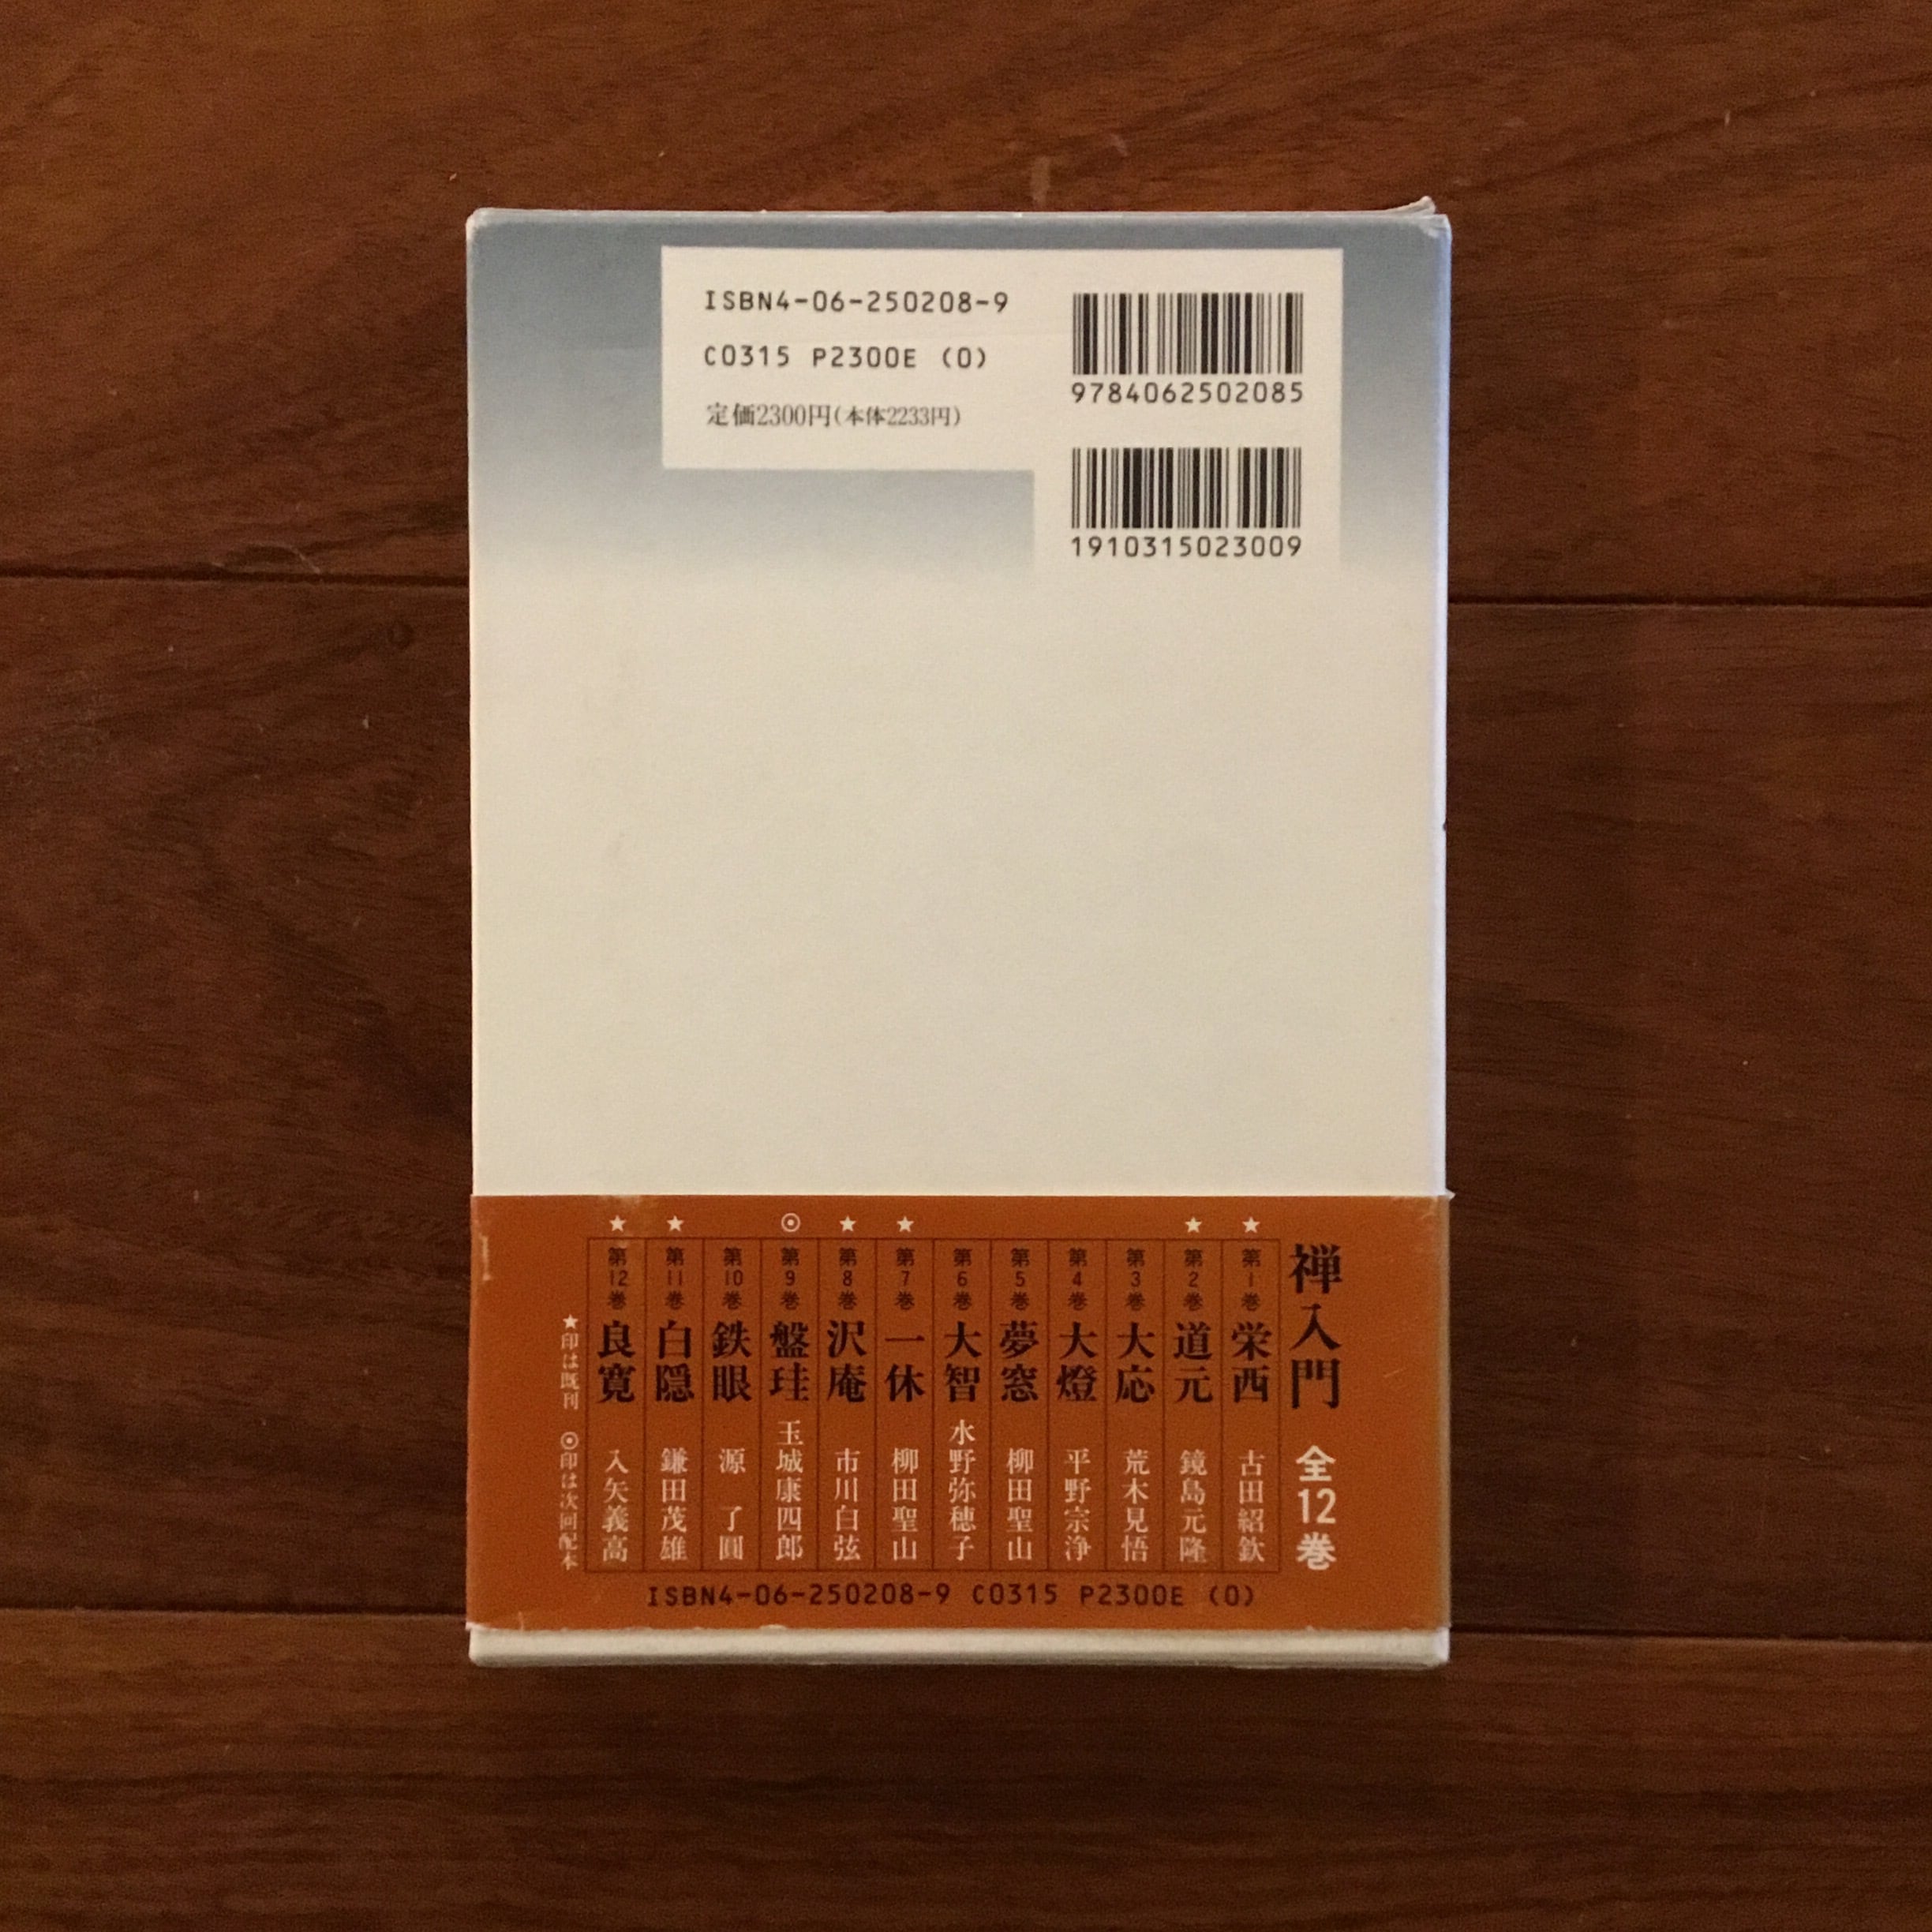 ISBN4-06-250208-9
C0315 P2300E (0)
定価2300円(本体2233円)
9784062502085
1910315023009
禅入門 全12巻
★第1巻 栄西 古田紹欽
★第2巻 道元 鏡島元隆
第3巻 大応 荒木見悟
第4巻 大燈 平野宗浄
第5巻 夢窓 柳田聖山
第6巻 大智 水野弥穂子
★第7巻 一休 柳田聖山
★第8巻 沢庵 市川白弦
⦿第9巻 盤珪 玉城康四郎
第10巻 鉄眼 源 了圓
★第11巻 白隠 鎌田茂雄
★第12巻 良寛 入矢義高
★印は既刊 ⦿印は次回配本
ISBN4-06-250208-9 C0315 P2300E (0)